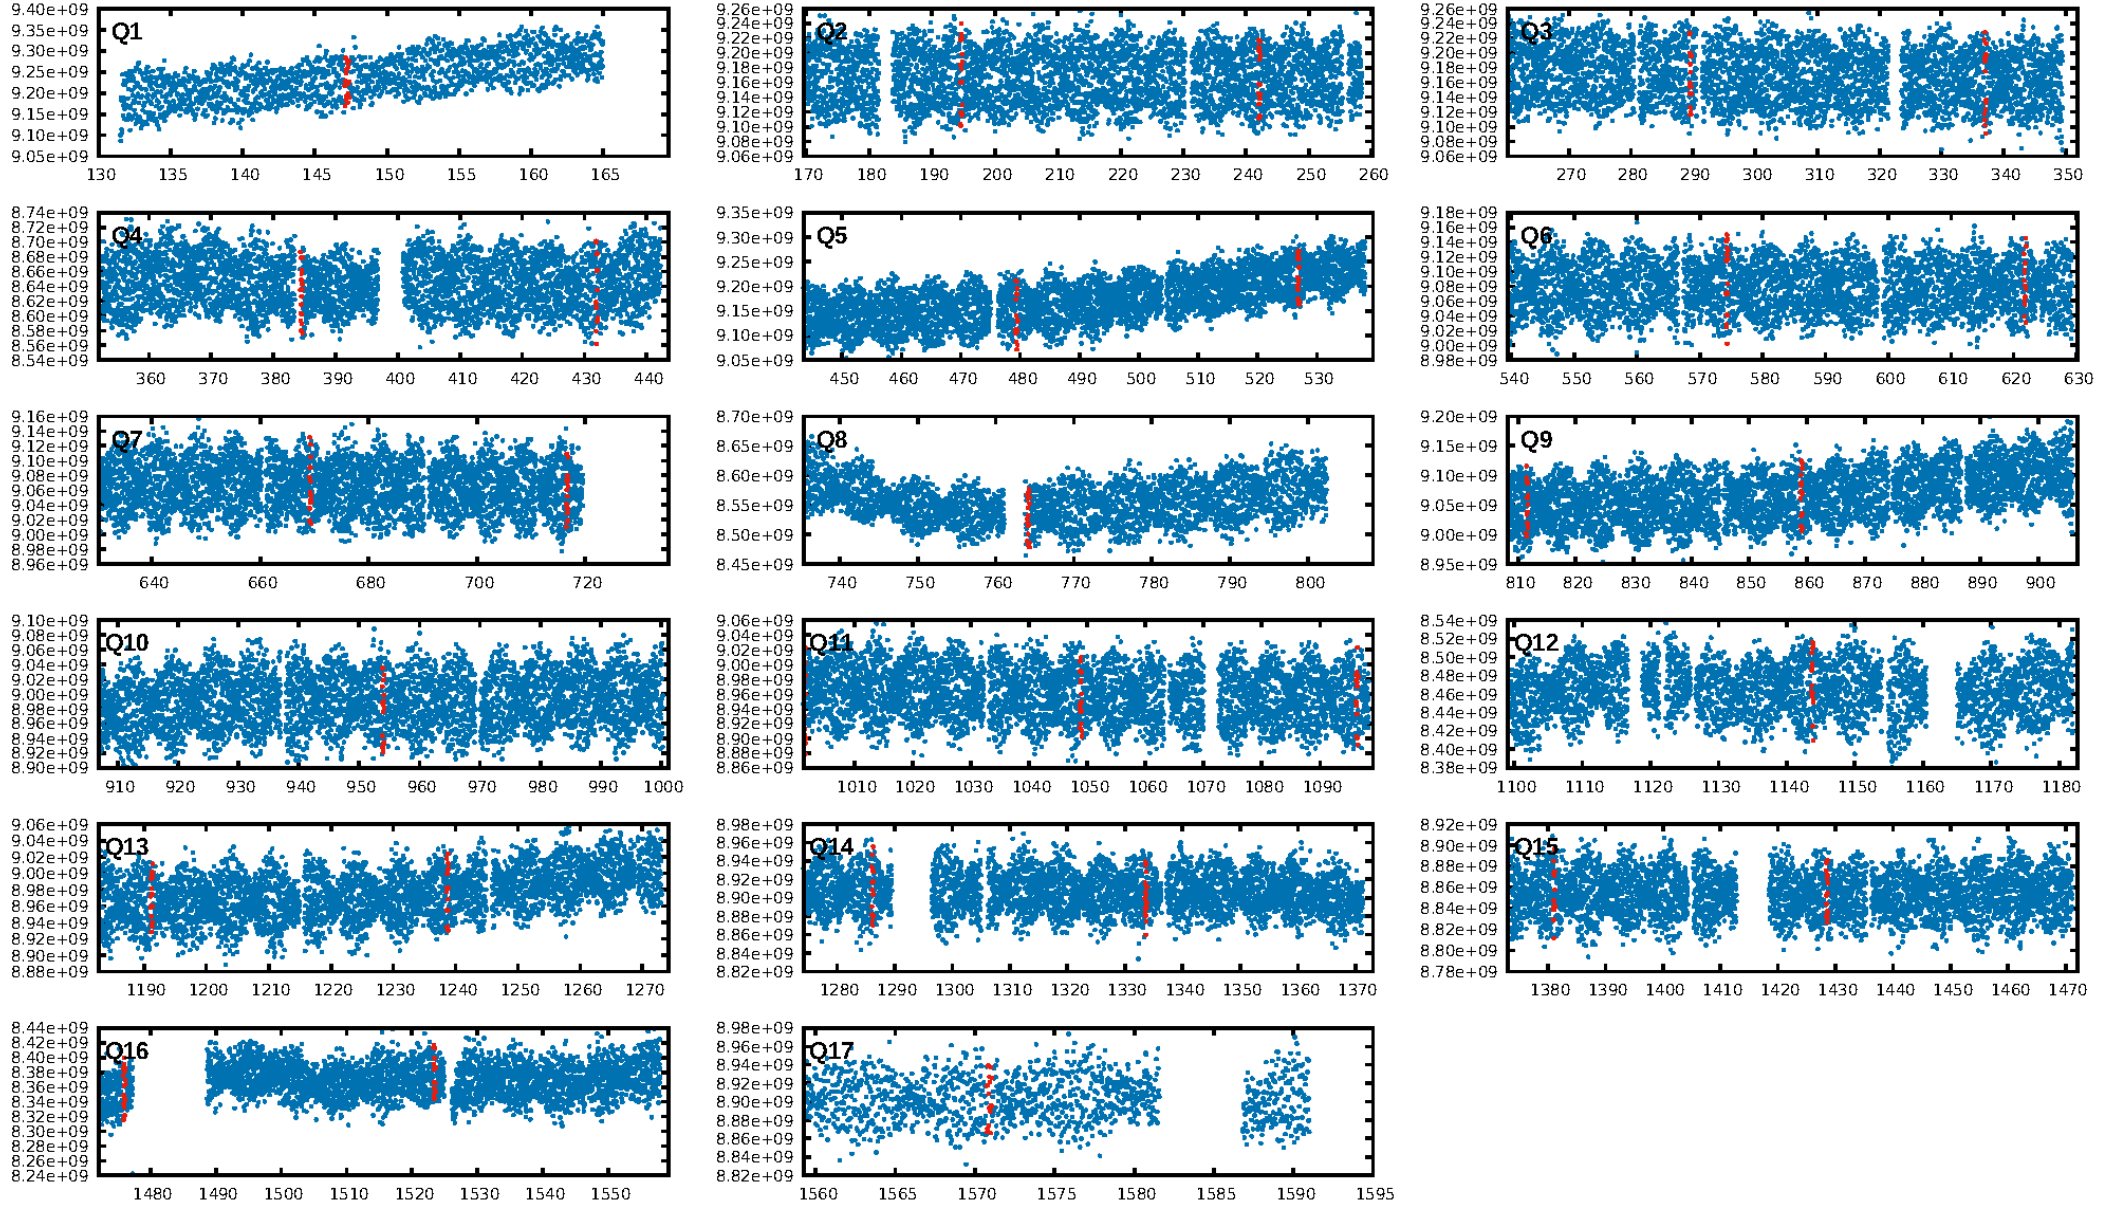 9.40e+09
9.35e+09
9.30e+09
9.25e+09
9.20e+09
9.15e+09
9.10e+09
9.05e+09
Q1
130 135 140 145 150 155 160 165
9.26e+09
9.24e+09
9.22e+09
9.20e+09
9.18e+09
9.16e+09
9.14e+09
9.12e+09
9.10e+09
9.08e+09
9.06e+09
Q2
170 180 190 200 210 220 230 240 250 260
9.26e+09
9.24e+09
9.22e+09
9.20e+09
9.18e+09
9.16e+09
9.14e+09
9.12e+09
9.10e+09
9.08e+09
9.06e+09
Q3
270 280 290 300 310 320 330 340 350
8.74e+09
8.72e+09
8.70e+09
8.68e+09
8.66e+09
8.64e+09
8.62e+09
8.60e+09
8.58e+09
8.56e+09
8.54e+09
Q4
360 370 380 390 400 410 420 430 440
9.35e+09
9.30e+09
9.25e+09
9.20e+09
9.15e+09
9.10e+09
9.05e+09
Q5
450 460 470 480 490 500 510 520 530
9.18e+09
9.16e+09
9.14e+09
9.12e+09
9.10e+09
9.08e+09
9.06e+09
9.04e+09
9.02e+09
9.00e+09
8.98e+09
Q6
540 550 560 570 580 590 600 610 620 630
9.16e+09
9.14e+09
9.12e+09
9.10e+09
9.08e+09
9.06e+09
9.04e+09
9.02e+09
9.00e+09
8.98e+09
8.96e+09
Q7
640 660 680 700 720
8.70e+09
8.65e+09
8.60e+09
8.55e+09
8.50e+09
8.45e+09
Q8
740 750 760 770 780 790 800
9.20e+09
9.15e+09
9.10e+09
9.05e+09
9.00e+09
8.95e+09
Q9
810 820 830 840 850 860 870 880 890 900
9.10e+09
9.08e+09
9.06e+09
9.04e+09
9.02e+09
9.00e+09
8.98e+09
8.96e+09
8.94e+09
8.92e+09
8.90e+09
Q10
910 920 930 940 950 960 970 980 990 1000
9.06e+09
9.04e+09
9.02e+09
9.00e+09
8.98e+09
8.96e+09
8.94e+09
8.92e+09
8.90e+09
8.88e+09
8.86e+09
Q11
1010 1020 1030 1040 1050 1060 1070 1080 1090
8.54e+09
8.52e+09
8.50e+09
8.48e+09
8.46e+09
8.44e+09
8.42e+09
8.40e+09
8.38e+09
Q12
1100 1110 1120 1130 1140 1150 1160 1170 1180
9.06e+09
9.04e+09
9.02e+09
9.00e+09
8.98e+09
8.96e+09
8.94e+09
8.92e+09
8.90e+09
8.88e+09
Q13
1190 1200 1210 1220 1230 1240 1250 1260 1270
8.98e+09
8.96e+09
8.94e+09
8.92e+09
8.90e+09
8.88e+09
8.86e+09
8.84e+09
8.82e+09
Q14
1280 1290 1300 1310 1320 1330 1340 1350 1360 1370
8.92e+09
8.90e+09
8.88e+09
8.86e+09
8.84e+09
8.82e+09
8.80e+09
8.78e+09
Q15
1380 1390 1400 1410 1420 1430 1440 1450 1460 1470
8.44e+09
8.42e+09
8.40e+09
8.38e+09
8.36e+09
8.34e+09
8.32e+09
8.30e+09
8.28e+09
8.26e+09
8.24e+09
Q16
1480 1490 1500 1510 1520 1530 1540 1550
8.98e+09
8.96e+09
8.94e+09
8.92e+09
8.90e+09
8.88e+09
8.86e+09
8.84e+09
8.82e+09
Q17
1560 1565 1570 1575 1580 1585 1590 1595